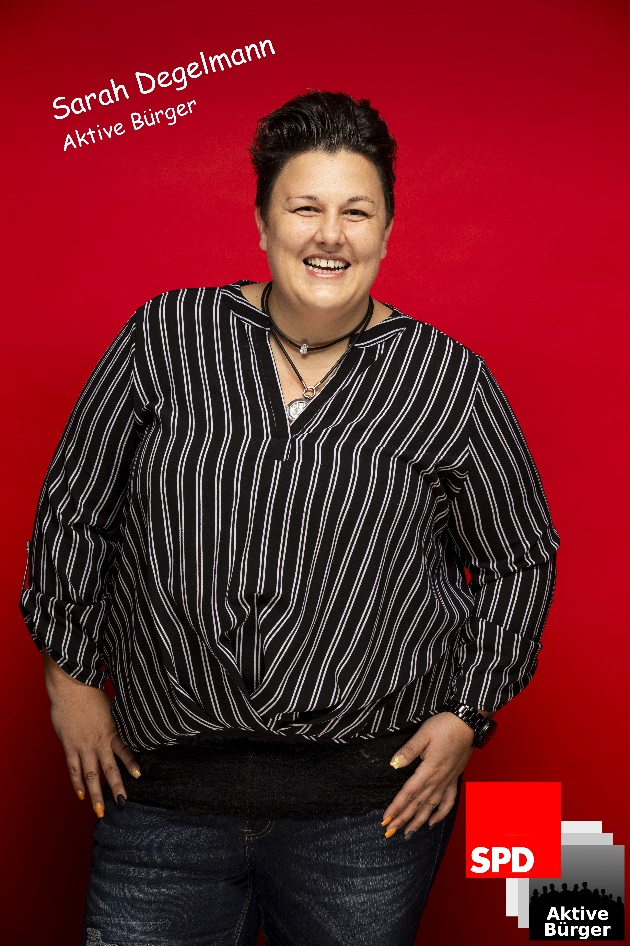 Sarah Degelmann
Aktive Bürger
SPD
Aktive
Bürger